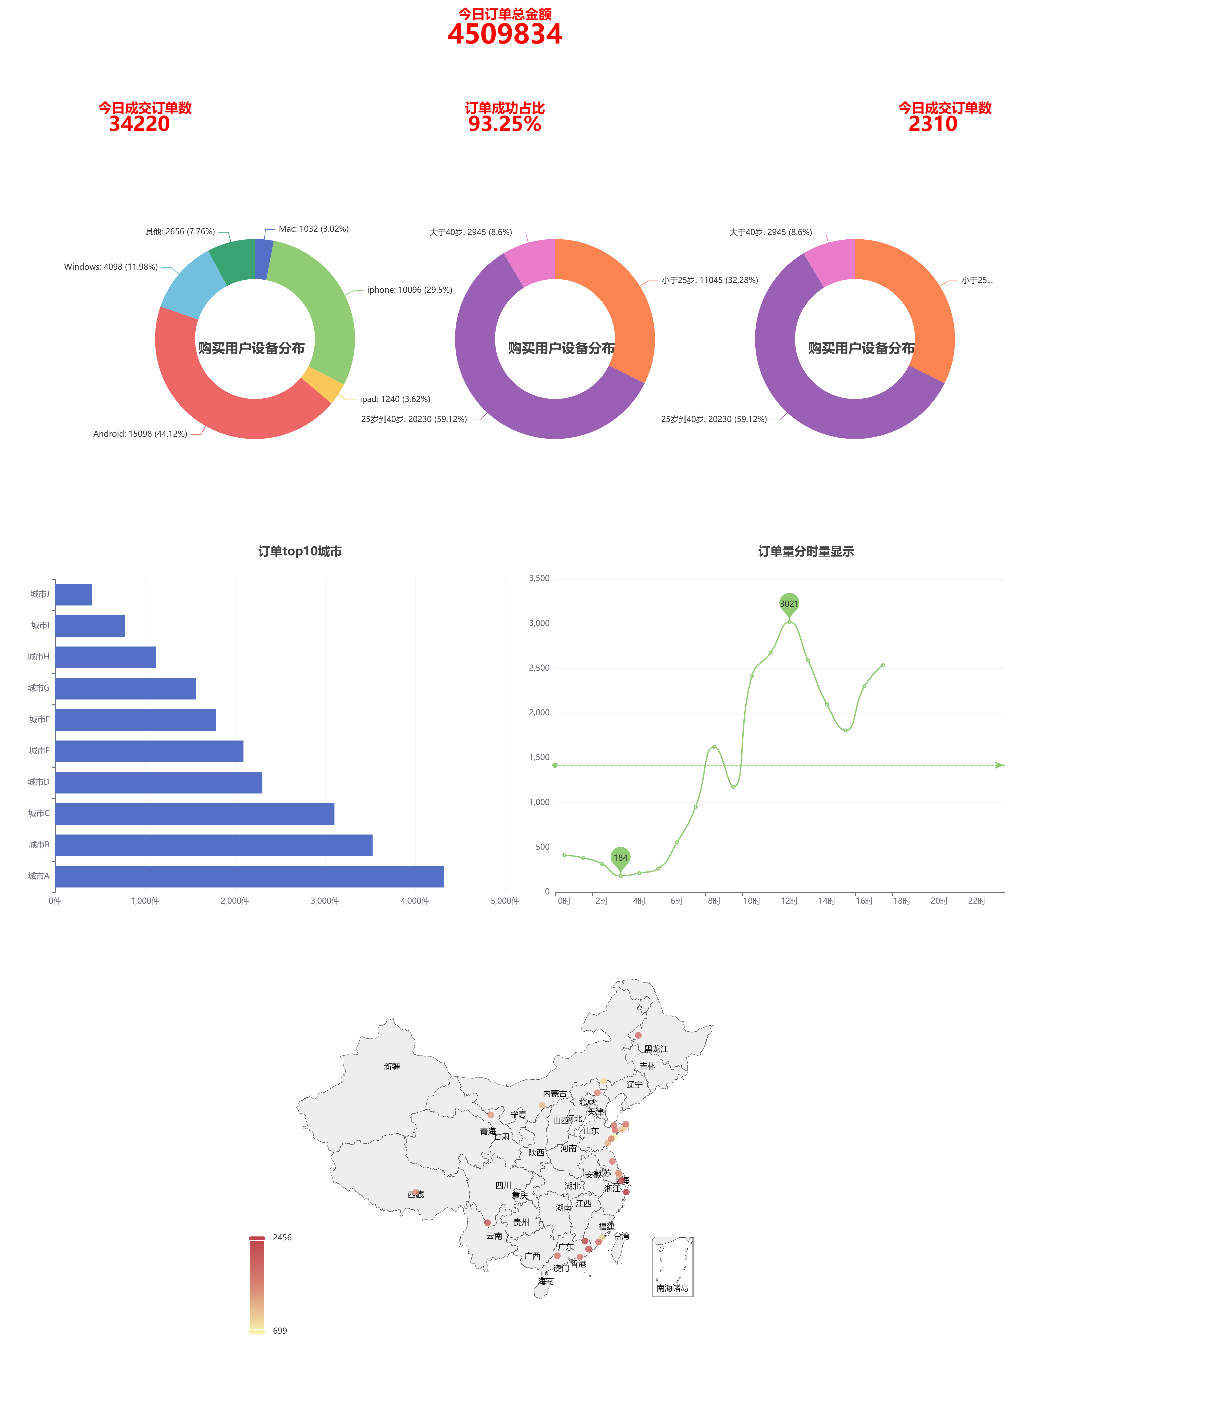 今日订单总金额
4509834
今日成交订单数
34220
订单成功占比
93.25%
今日成交订单数
2310
其他: 2656 (7.76%)
Mac: 1032 (3.02%)
Windows: 4098 (11.98%)
iphone: 10096 (29.5%)
购买用户设备分布
ipad: 1240 (3.62%)
Android: 15098 (44.12%)
大于40岁: 2945 (8.6%)
小于25岁: 11045 (32.28%)
购买用户设备分布
25岁到40岁: 20230 (59.12%)
大于40岁: 2945 (8.6%)
小于25...
购买用户设备分布
25岁到40岁: 20230 (59.12%)
订单top10城市
城市J
城市I
城市H
城市G
城市F
城市F
城市D
城市C
城市B
城市A
0件
1,000件
2,000件
3,000件
4,000件
5,000件
订单量分时量显示
3,500
3,000
2,500
2,000
1,500
1,000
500
0
3021
184
0时
2时
4时
6时
8时
10时
12时
14时
16时
18时
20时
22时
黑龙江
吉林
辽宁
新疆
内蒙古
北京
天津
宁夏
山西
河北
山东
青海
甘肃
陕西
河南
安徽
西藏
四川
重庆
湖北
浙江
湖南
江西
贵州
云南
福建
台湾
广西
广东
澳门
香港
海南
南海诸岛
2456
699